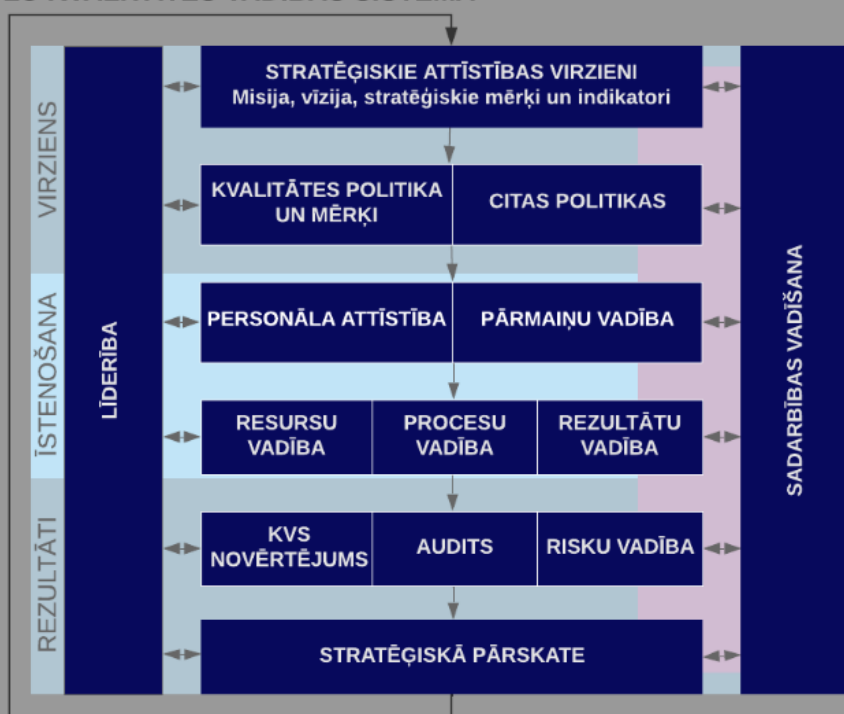 STRATĒĢISKIE ATTĪSTĪBAS VIRZIENI
Misija, vīzija, stratēģiskie mērķi un indikatori
VIRZIENS
KVALITĀTES POLITIKA
UN MĒRĶI
CITAS POLITIKAS
LĪDERĪBA
SADARBĪBAS VADĪŠANA
ĪSTENOŠANA
PERSONĀLA ATTĪSTĪBA
PĀRMAIŅU VADĪBA
RESURSU
VADĪBA
PROCESU
VADĪBA
REZULTĀTU
VADĪBA
REZULTĀTI
KVS
NOVĒRTĒJUMS
AUDITS
RISKU VADĪBA
STRATĒĢISKĀ PĀRSKATE